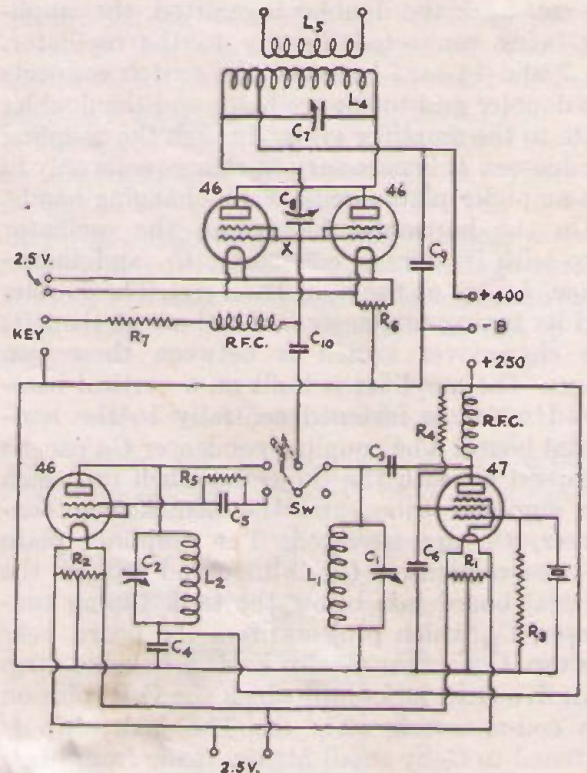 L5
L4
C7
46
46
C8
X
C9
2.5 V.
R6
+400
-B
KEY
R7
R.F.C.
C10
+250
R4
R.F.C.
46
R5
C3
47
C5
Sw
R2
C2
L2
L1
C1
C6
R1
C4
R3
2.5 V.